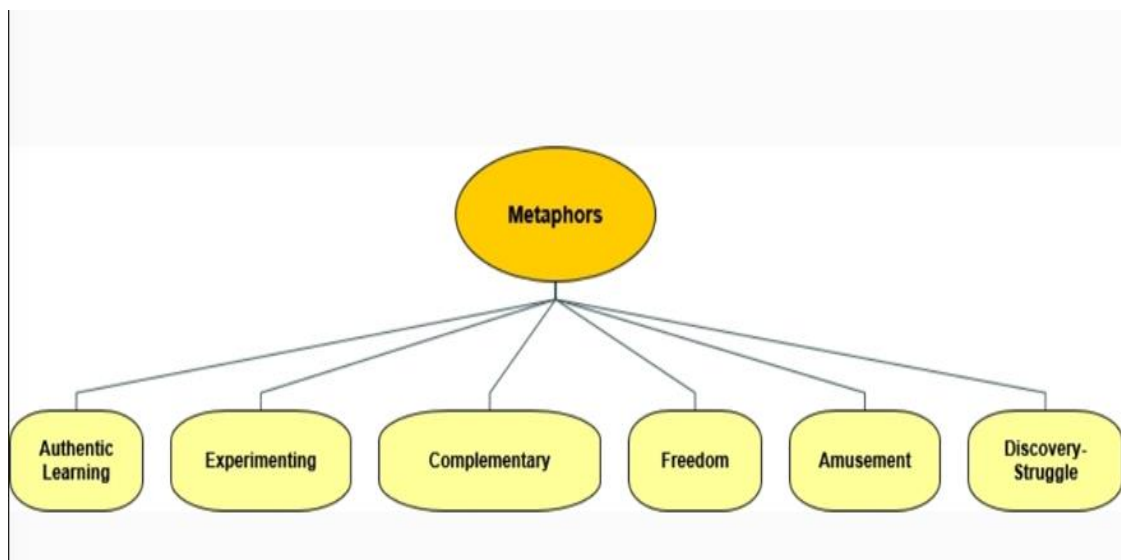 Metaphors
Authentic
Learning
Experimenting
Complementary
Freedom
Amusement
Discovery-
Struggle